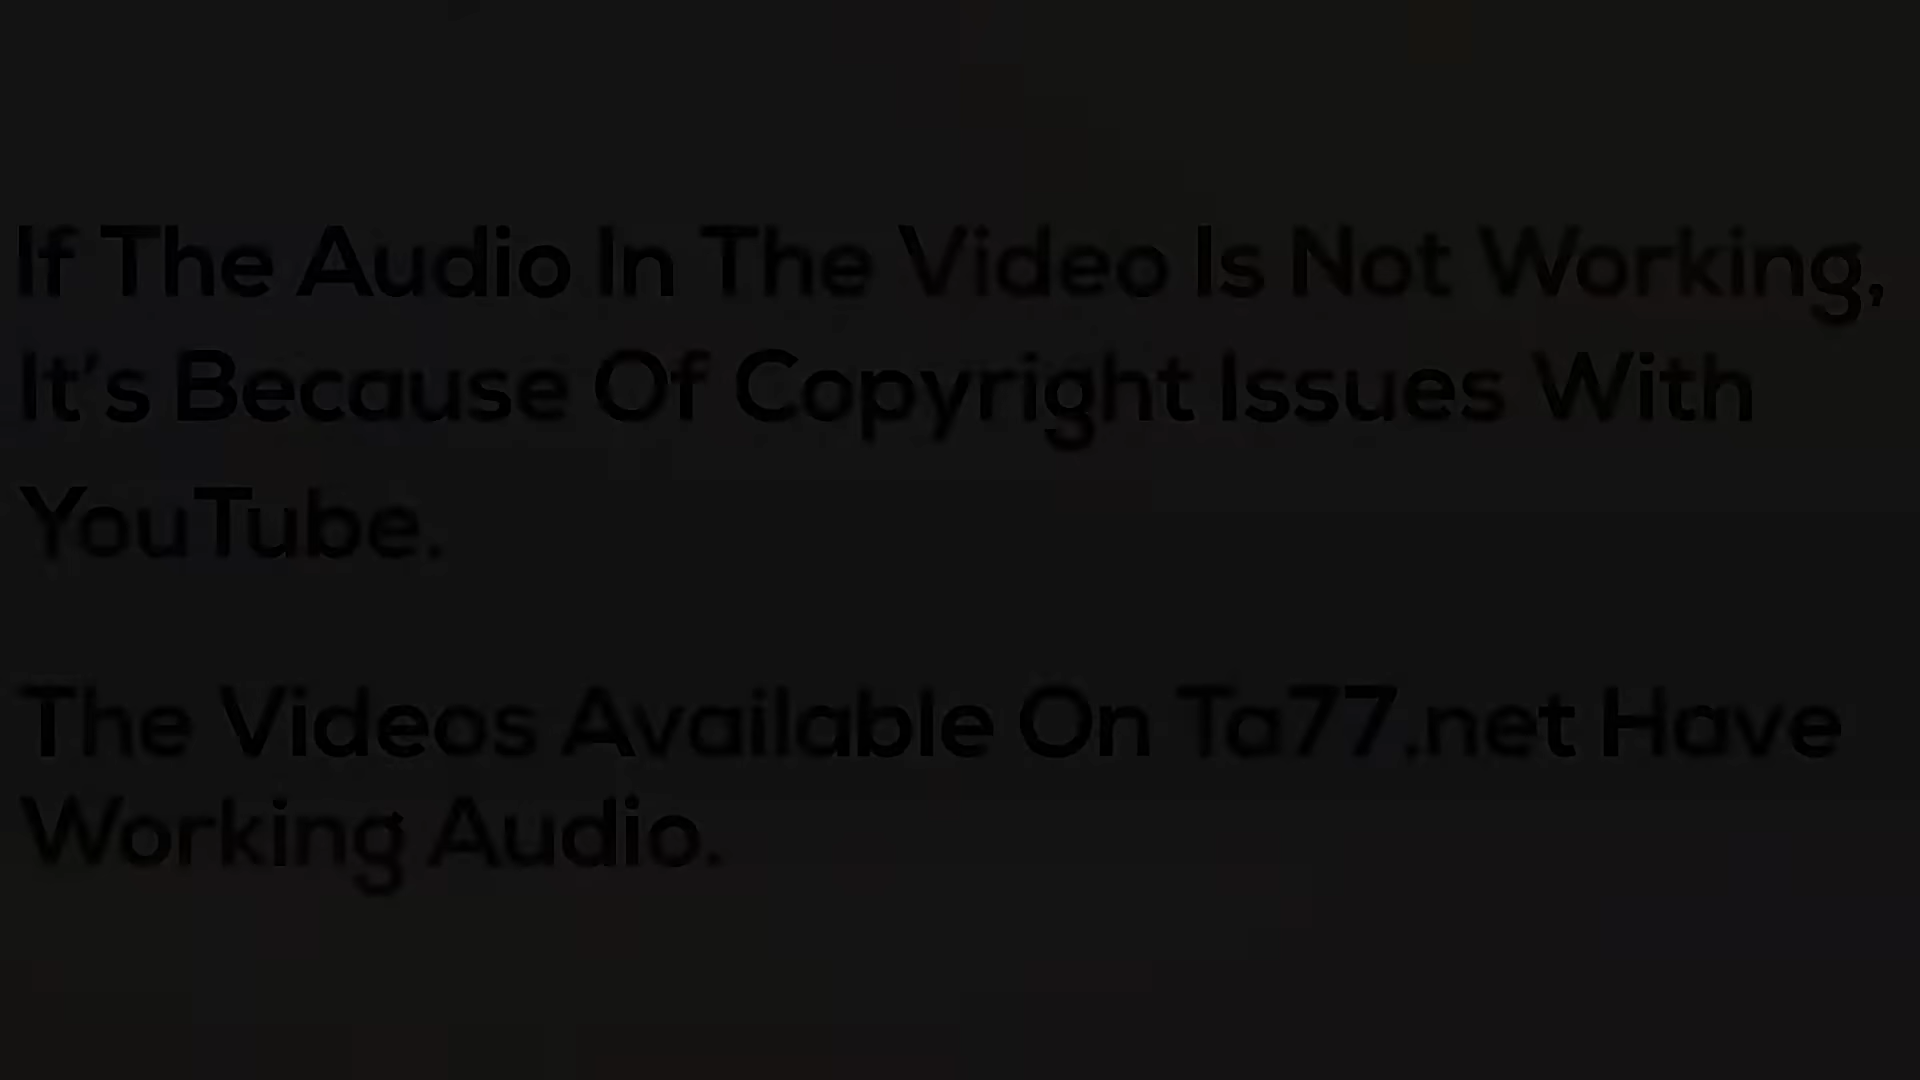 If The Audio In The Video Is Not Working,
It's Because Of Copyright Issues With
YouTube.
The Videos Available On Ta77.net Have
Working Audio.